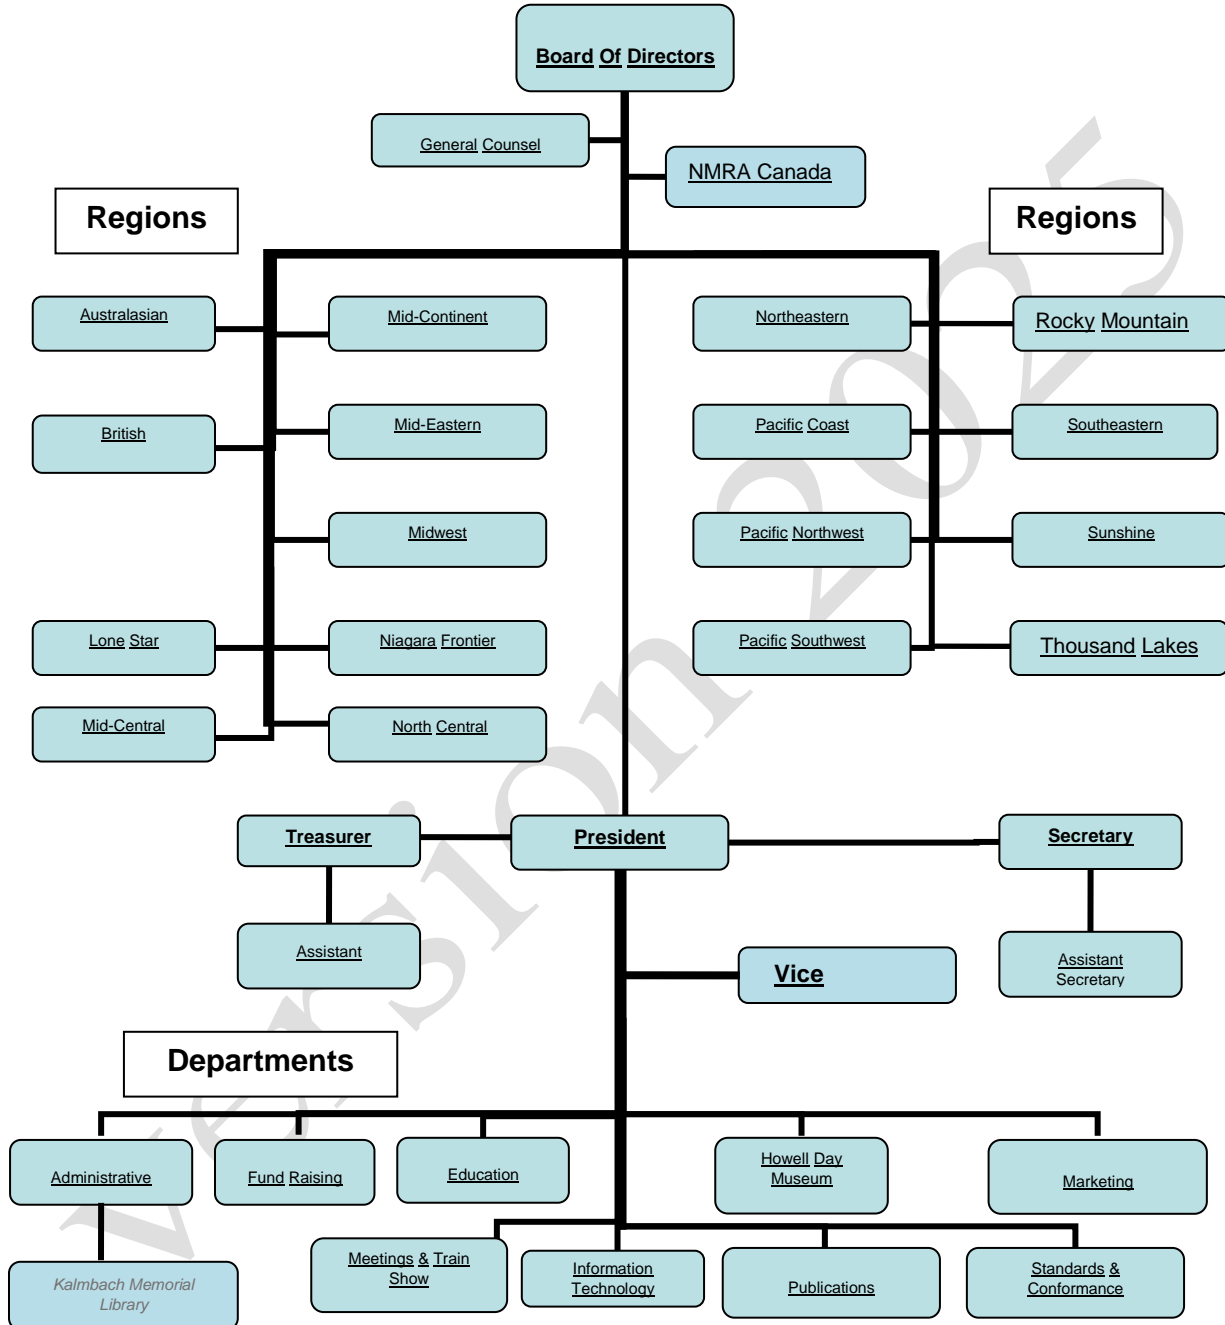 Board Of Directors
General Counsel
NMRA Canada
Regions
Regions
Australasian
Mid-Continent
Northeastern
Rocky Mountain
British
Mid-Eastern
Pacific Coast
Southeastern
Midwest
Pacific Northwest
Sunshine
Lone Star
Niagara Frontier
Pacific Southwest
Thousand Lakes
Mid-Central
North Central
Treasurer
President
Secretary
Assistant
Vice
Assistant
Secretary
Departments
Administrative
Fund Raising
Education
Howell Day
Museum
Marketing
Kalmbach Memorial
Library
Meetings & Train
Show
Information
Technology
Publications
Standards &
Conformance
version 2025